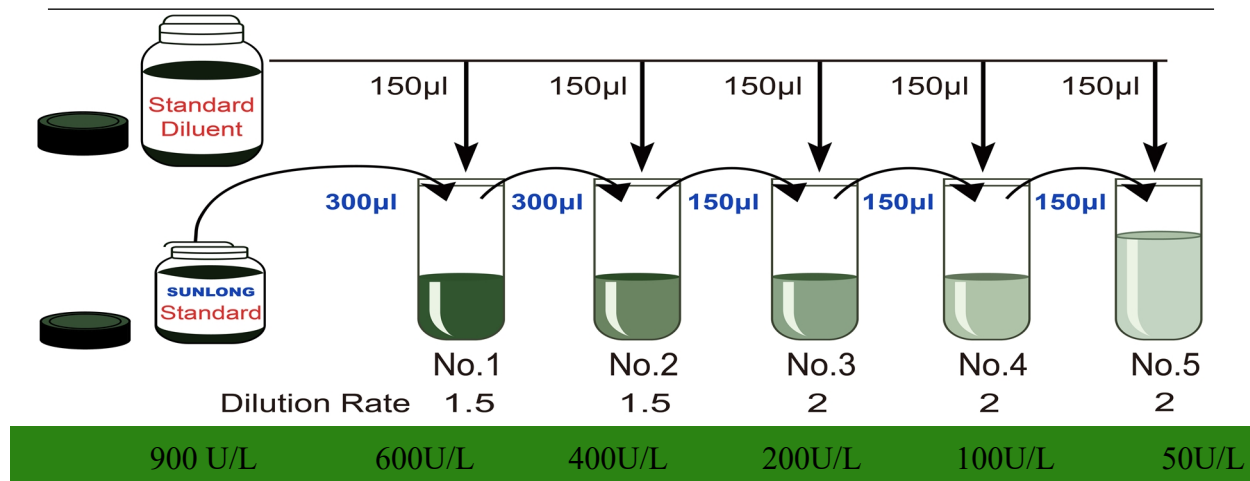 150µl 150µl 150µl 150µl 150µl
Standard
Diluent
300µl 300µl 150µl 150µl 150µl
SUNLONG
Standard
No.1 No.2 No.3 No.4 No.5
Dilution Rate 1.5 1.5 2 2 2
900 U/L 600U/L 400U/L 200U/L 100U/L 50U/L